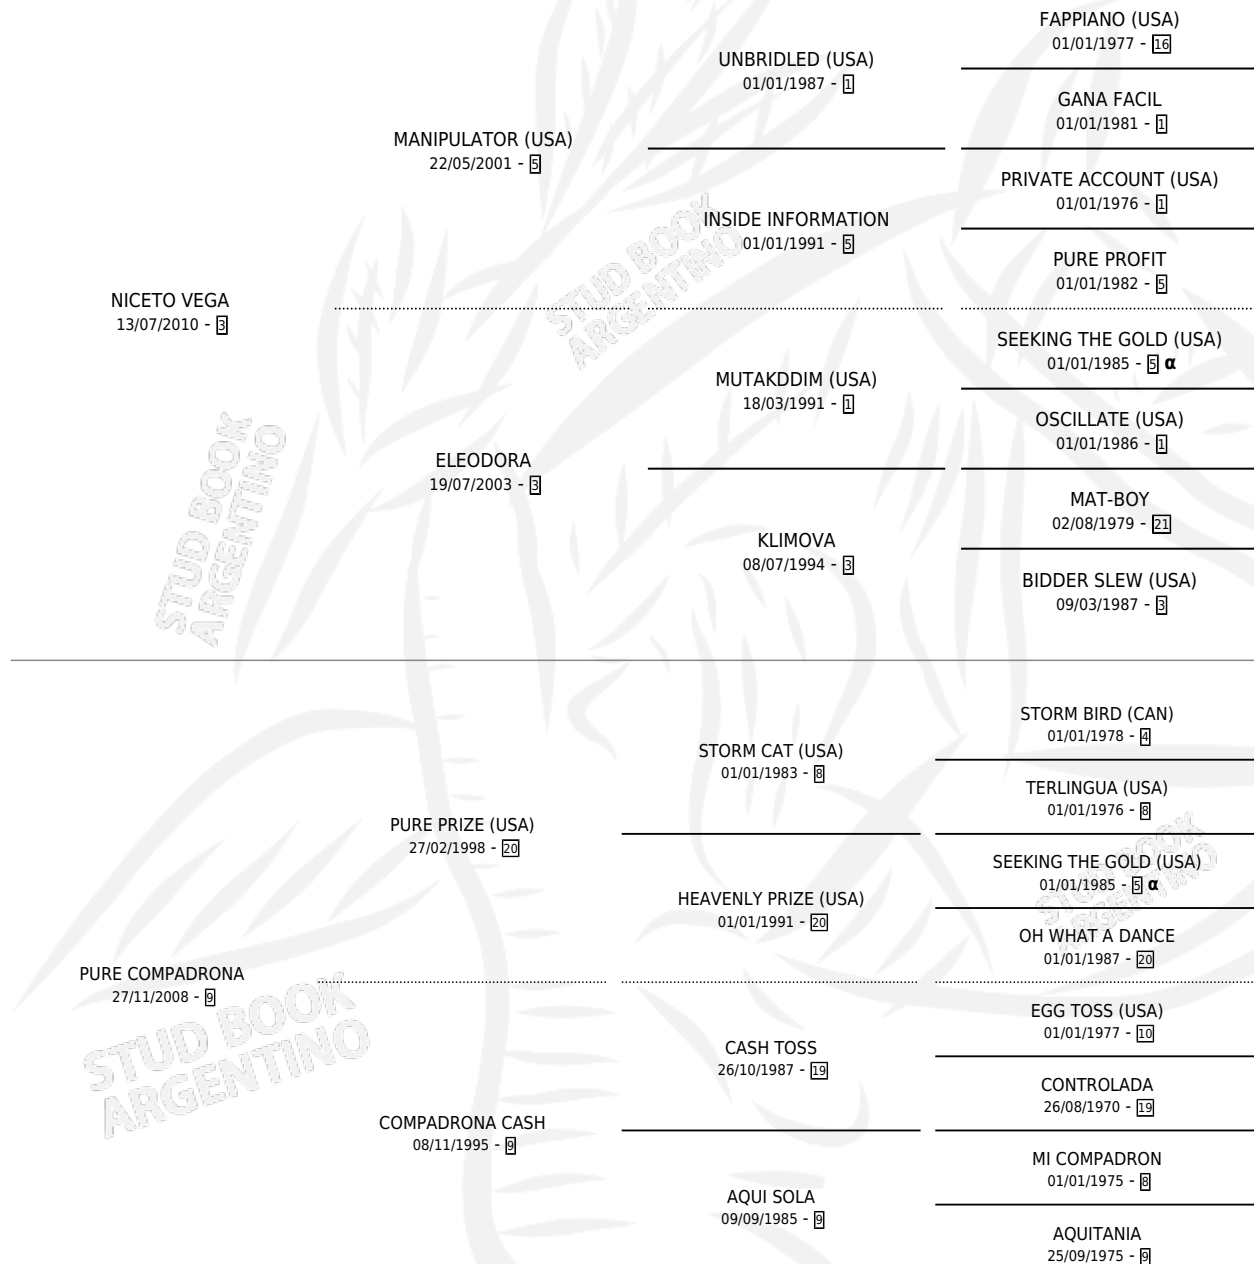 FAPPIANO (USA)
01/01/1977 - 16
UNBRIDLED (USA)
01/01/1987 - 1
GANA FACIL
01/01/1981 - 1
MANIPULATOR (USA)
22/05/2001 - 5
PRIVATE ACCOUNT (USA)
01/01/1976 - 1
INSIDE INFORMATION
01/01/1991 - 5
PURE PROFIT
01/01/1982 - 5
NICETO VEGA
13/07/2010 - 3
SEEKING THE GOLD (USA)
01/01/1985 - 5 α
MUTAKDDIM (USA)
18/03/1991 - 1
OSCILLATE (USA)
01/01/1986 - 1
ELEODORA
19/07/2003 - 3
MAT-BOY
02/08/1979 - 21
KLIMOVA
08/07/1994 - 3
BIDDER SLEW (USA)
09/03/1987 - 3
STORM BIRD (CAN)
01/01/1978 - 4
STORM CAT (USA)
01/01/1983 - 8
TERLINGUA (USA)
01/01/1976 - 8
PURE PRIZE (USA)
27/02/1998 - 20
SEEKING THE GOLD (USA)
01/01/1985 - 5 α
HEAVENLY PRIZE (USA)
01/01/1991 - 20
OH WHAT A DANCE
01/01/1987 - 20
PURE COMPADRONA
27/11/2008 - 9
EGG TOSS (USA)
01/01/1977 - 10
CASH TOSS
26/10/1987 - 19
CONTROLADA
26/08/1970 - 19
COMPADRONA CASH
08/11/1995 - 9
MI COMPADRON
01/01/1975 - 8
AQUI SOLA
09/09/1985 - 9
AQUITANIA
25/09/1975 - 9
STUD BOOK
ARGENTINO
STUD BOOK
ARGENTINO
STUD BOOK
ARGENTINO
STUD BOOK
ARGENTINO